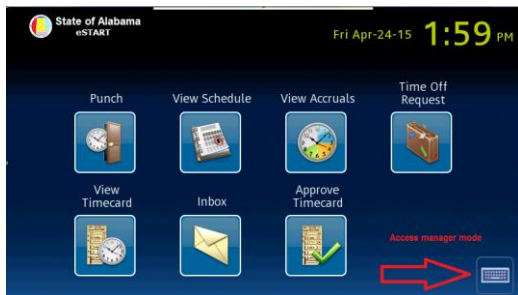 State of Alabama
eSTART
Fri Apr-24-15 1:59 PM
Punch
View Schedule
View Accruals
Time Off
Request
View
Timecard
Inbox
Approve
Timecard
Access manager mode